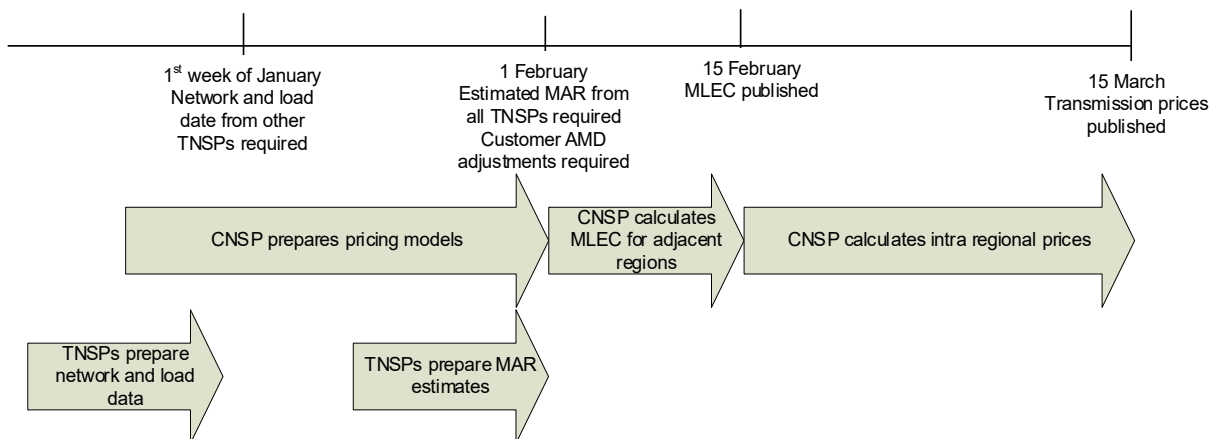 1st week of January
Network and load
date from other
TNSPs required
1 February
Estimated MAR from
all TNSPs required
Customer AMD
adjustments required
15 February
MLEC published
15 March
Transmission prices
published
CNSP prepares pricing models
CNSP calculates
MLEC for adjacent
regions
CNSP calculates intra regional prices
TNSPs prepare
network and load
data
TNSPs prepare MAR
estimates